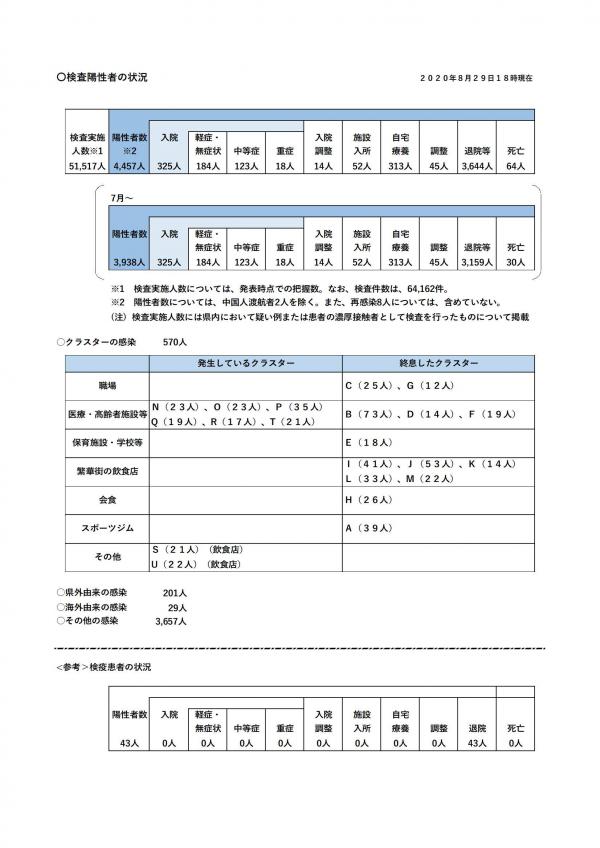 〇検査陽性者の状況
２０２０年８月２９日１８時現在
検査実施人数※1 陽性者数※2 入院 軽症・無症状 中等症 重症 入院調整 施設入所 自宅療養 調整 退院等 死亡
51,517人 4,457人 325人 184人 123人 18人 14人 52人 313人 45人 3,644人 64人
7月～
陽性者数 入院 軽症・無症状 中等症 重症 入院調整 施設入所 自宅療養 調整 退院等 死亡
3,938人 325人 184人 123人 18人 14人 52人 313人 45人 3,159人 30人
※1 検査実施人数については、発表時点での把握数。なお、検査件数は、64,162件。
※2 陽性者数については、中国人渡航者2人を除く。また、再感染8人については、含めていない。
（注）検査実施人数には県内において疑い例または患者の濃厚接触者として検査を行ったものについて掲載
○クラスターの感染 570人
発生しているクラスター 終息したクラスター
職場 Ｃ（２５人）、Ｇ（１２人）
医療・高齢者施設等 Ｎ（２３人）、Ｏ（２３人）、Ｐ（３５人）
Ｑ（１９人）、Ｒ（１７人）、Ｔ（２１人）
Ｂ（７３人）、Ｄ（１４人）、Ｆ（１９人）
保育施設・学校等 Ｅ（１８人）
繁華街の飲食店 Ｉ（４１人）、Ｊ（５３人）、Ｋ（１４人）
Ｌ（３３人）、Ｍ（２２人）
会食 Ｈ（２６人）
スポーツジム Ａ（３９人）
その他 Ｓ（２１人）（飲食店）
Ｕ（２２人）（飲食店）
○県外由来の感染 201人
○海外由来の感染 29人
○その他の感染 3,657人
<参考>検疫患者の状況
陽性者数 入院 軽症・無症状 中等症 重症 入院調整 施設入所 自宅療養 調整 退院 死亡
43人 0人 0人 0人 0人 0人 0人 0人 0人 43人 0人